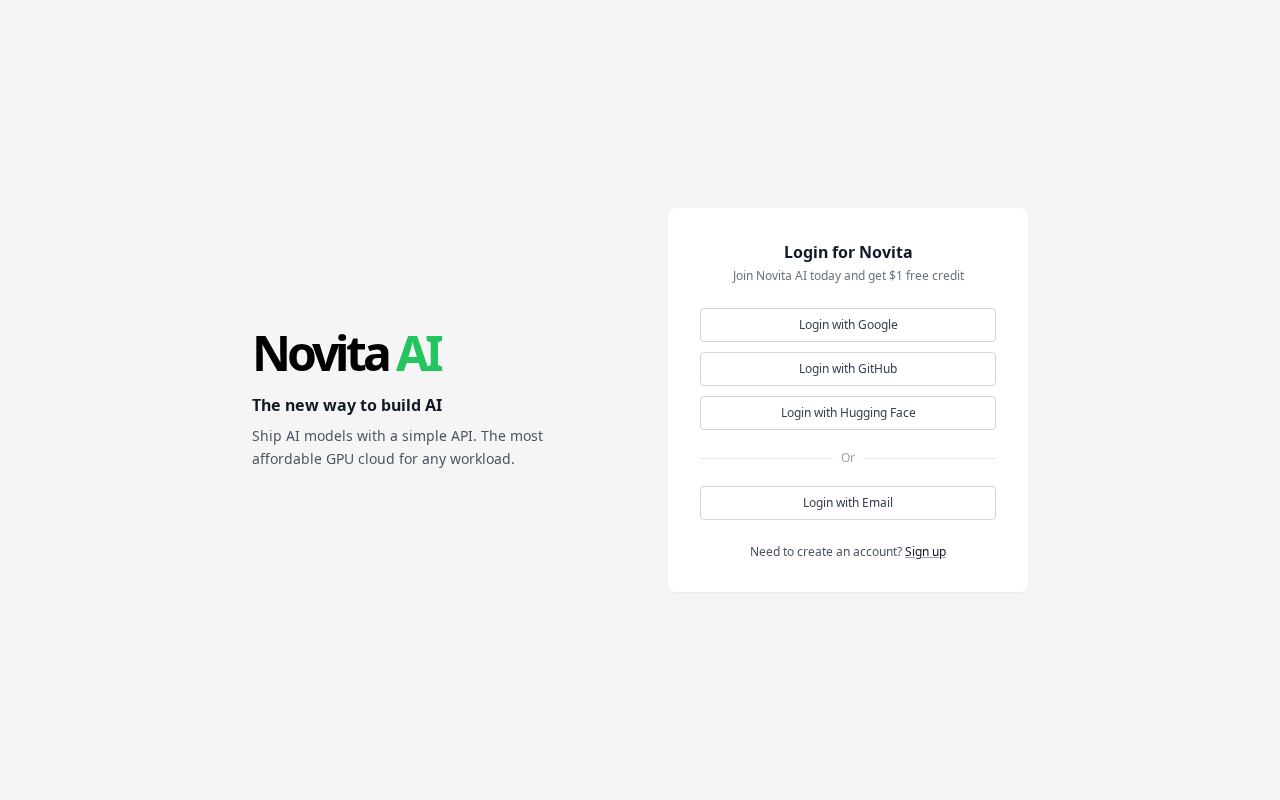 Novita AI
The new way to build AI
Ship AI models with a simple API. The most
affordable GPU cloud for any workload.
Login for Novita
Join Novita AI today and get $1 free credit
Login with Google
Login with GitHub
Login with Hugging Face
Or
Login with Email
Need to create an account? Sign up